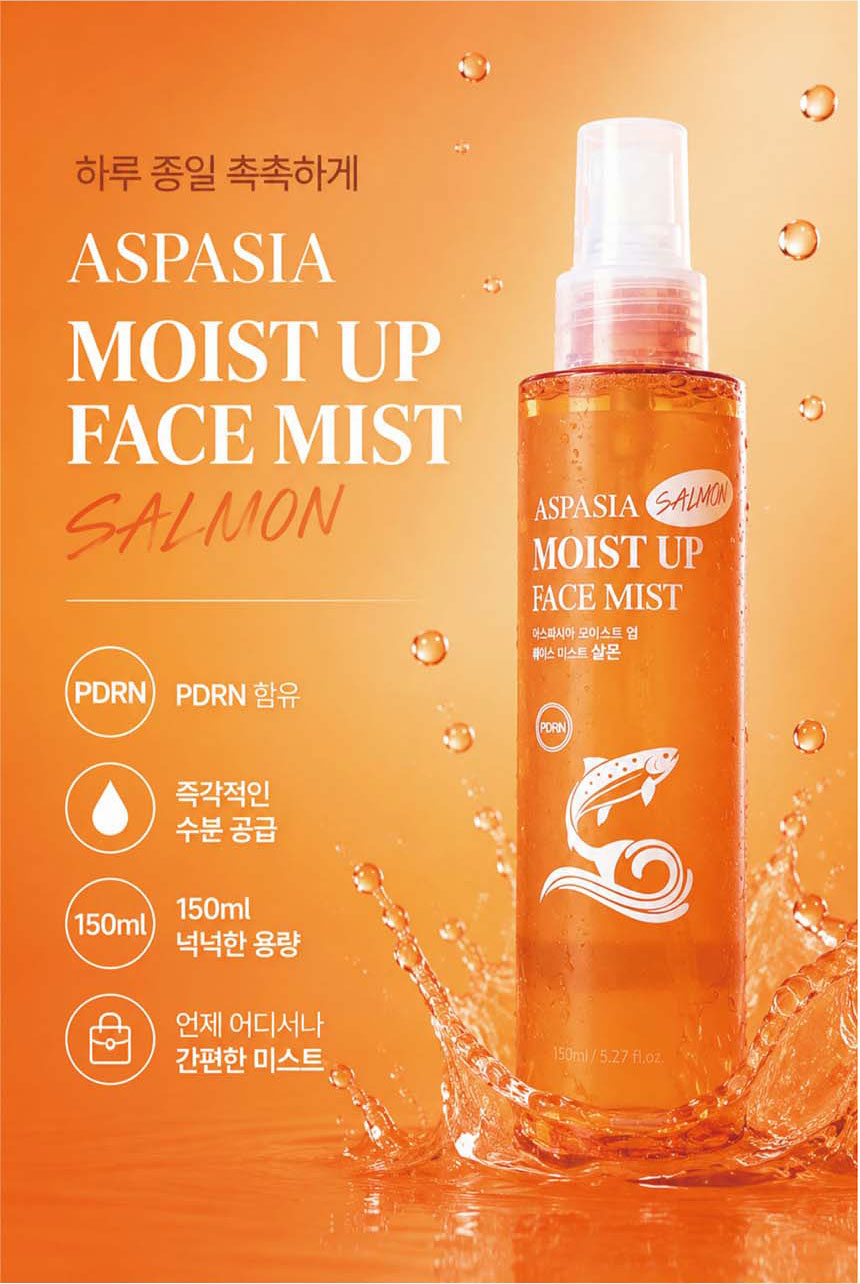 하루 종일 촉촉하게
ASPASIA
MOIST UP
FACE MIST
SALMON
PDRN
PDRN 함유
즉각적인
수분 공급
150ml
150ml
넉넉한 용량
언제 어디서나
간편한 미스트
ASPASIA SALMON
MOIST UP
FACE MIST
아스파시아 모이스트 업
훼이스 미스트 살몬
PDRN
150ml / 5.27 fl.oz.